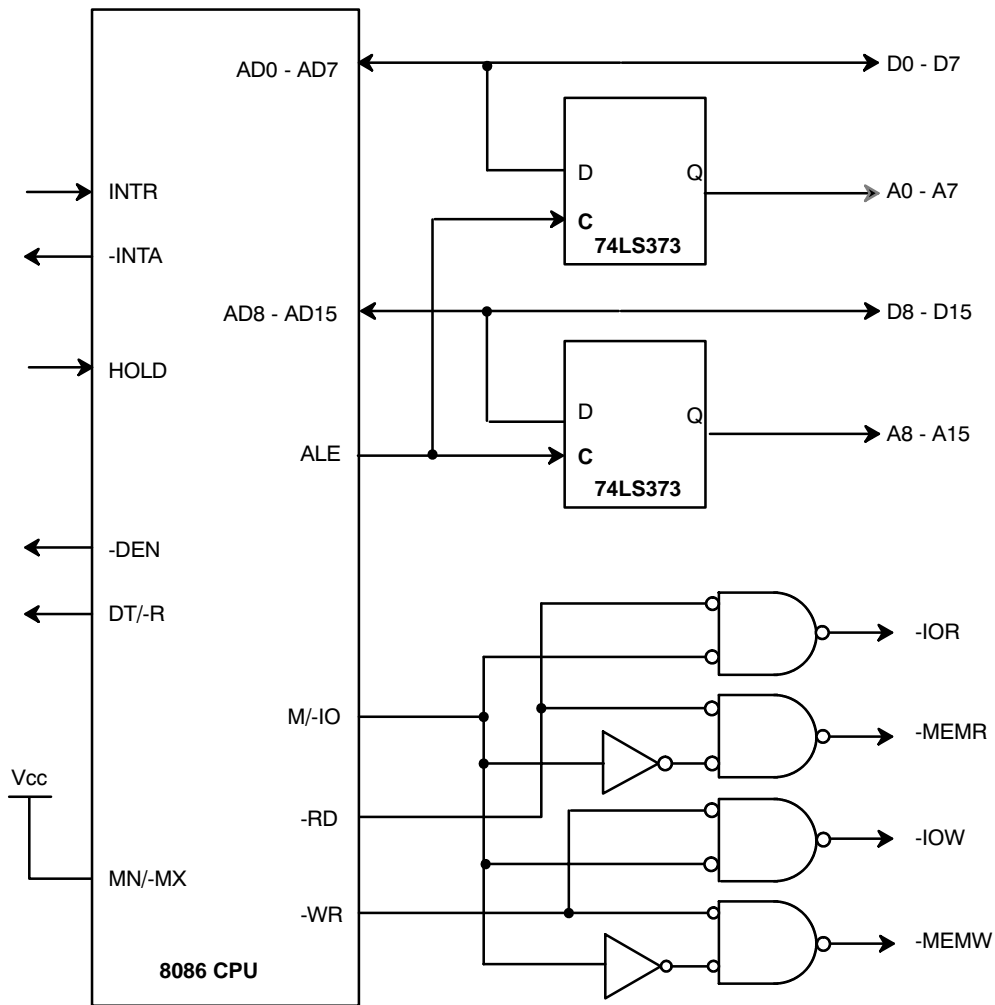 AD0 - AD7
D0 - D7
D
Q
INTR
A0 - A7
C
74LS373
-INTA
AD8 - AD15
D8 - D15
HOLD
D
Q
A8 - A15
ALE
C
74LS373
-DEN
DT/-R
-IOR
M/-IO
-MEMR
Vcc
-RD
-IOW
MN/-MX
-WR
-MEMW
8086 CPU